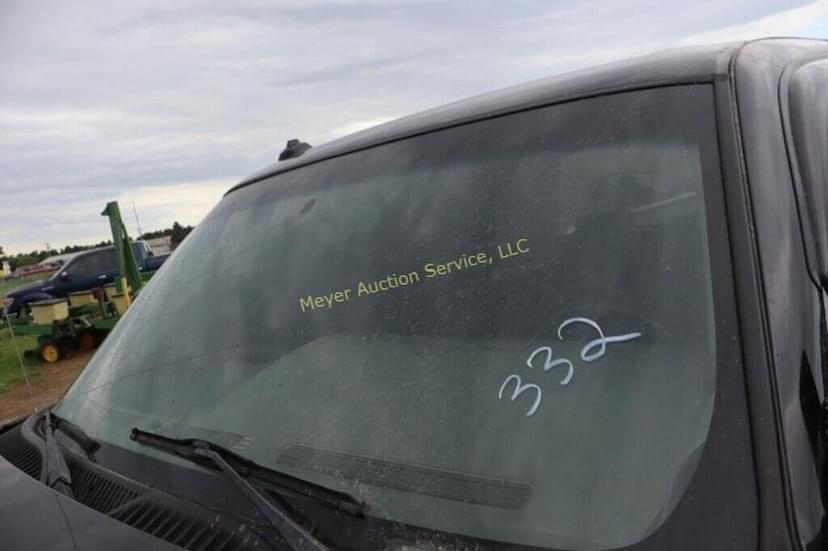 Meyer Auction Service, LLC
332